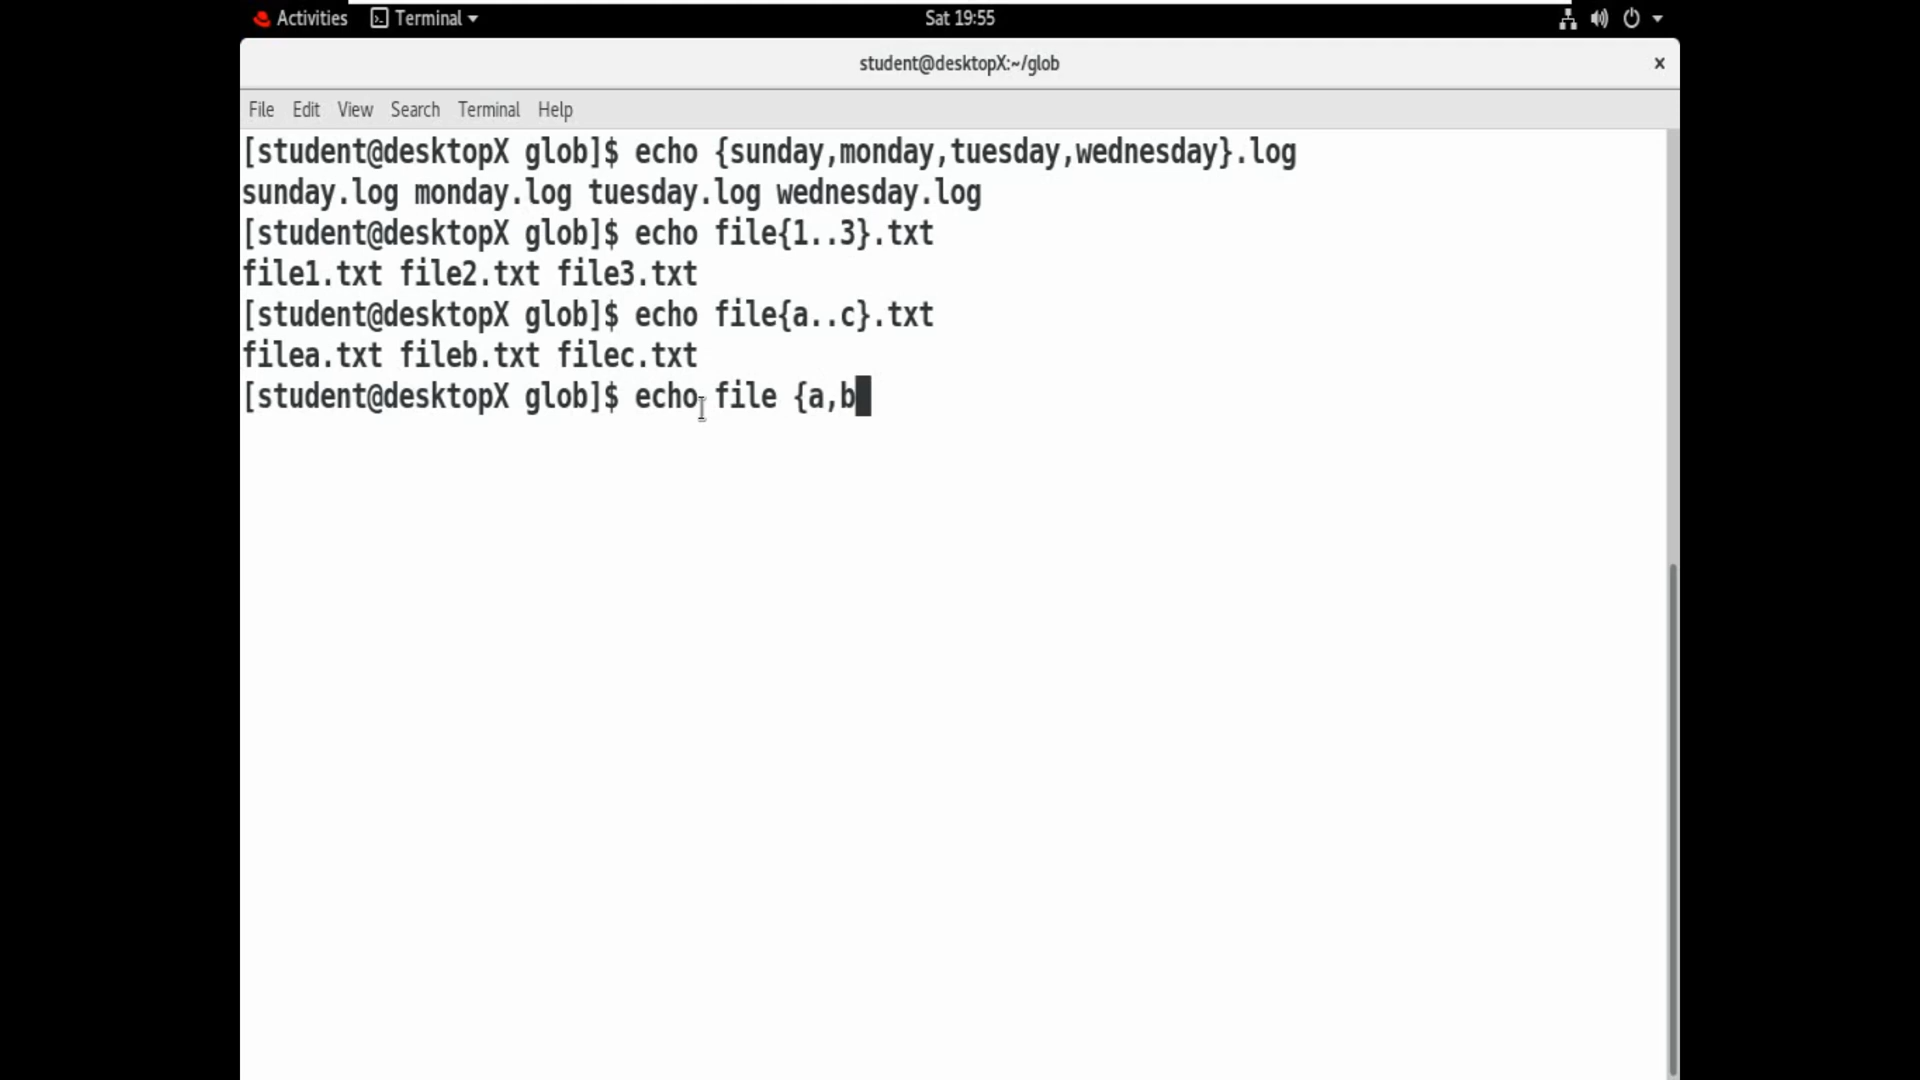 Activities Terminal Sat 19:55
student@desktopX:~/glob x
File Edit View Search Terminal Help
[student@desktopX glob]$ echo {sunday,monday,tuesday,wednesday}.log
sunday.log monday.log tuesday.log wednesday.log
[student@desktopX glob]$ echo file{1..3}.txt
file1.txt file2.txt file3.txt
[student@desktopX glob]$ echo file{a..c}.txt
filea.txt fileb.txt filec.txt
[student@desktopX glob]$ echo file {a,b